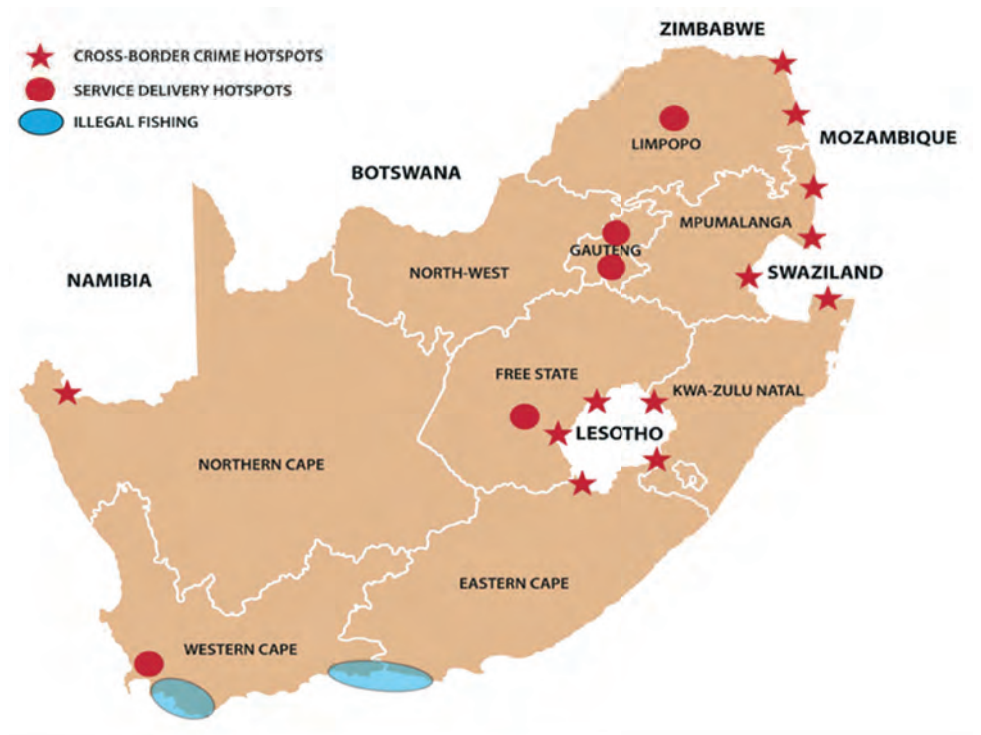 CROSS-BORDER CRIME HOTSPOTS
SERVICE DELIVERY HOTSPOTS
ILLEGAL FISHING
ZIMBABWE
MOZAMBIQUE
LIMPOPO
BOTSWANA
MPUMALANGA
GAUTENG
NORTH-WEST
SWAZILAND
NAMIBIA
FREE STATE
KWA-ZULU NATAL
LESOTHO
NORTHERN CAPE
EASTERN CAPE
WESTERN CAPE